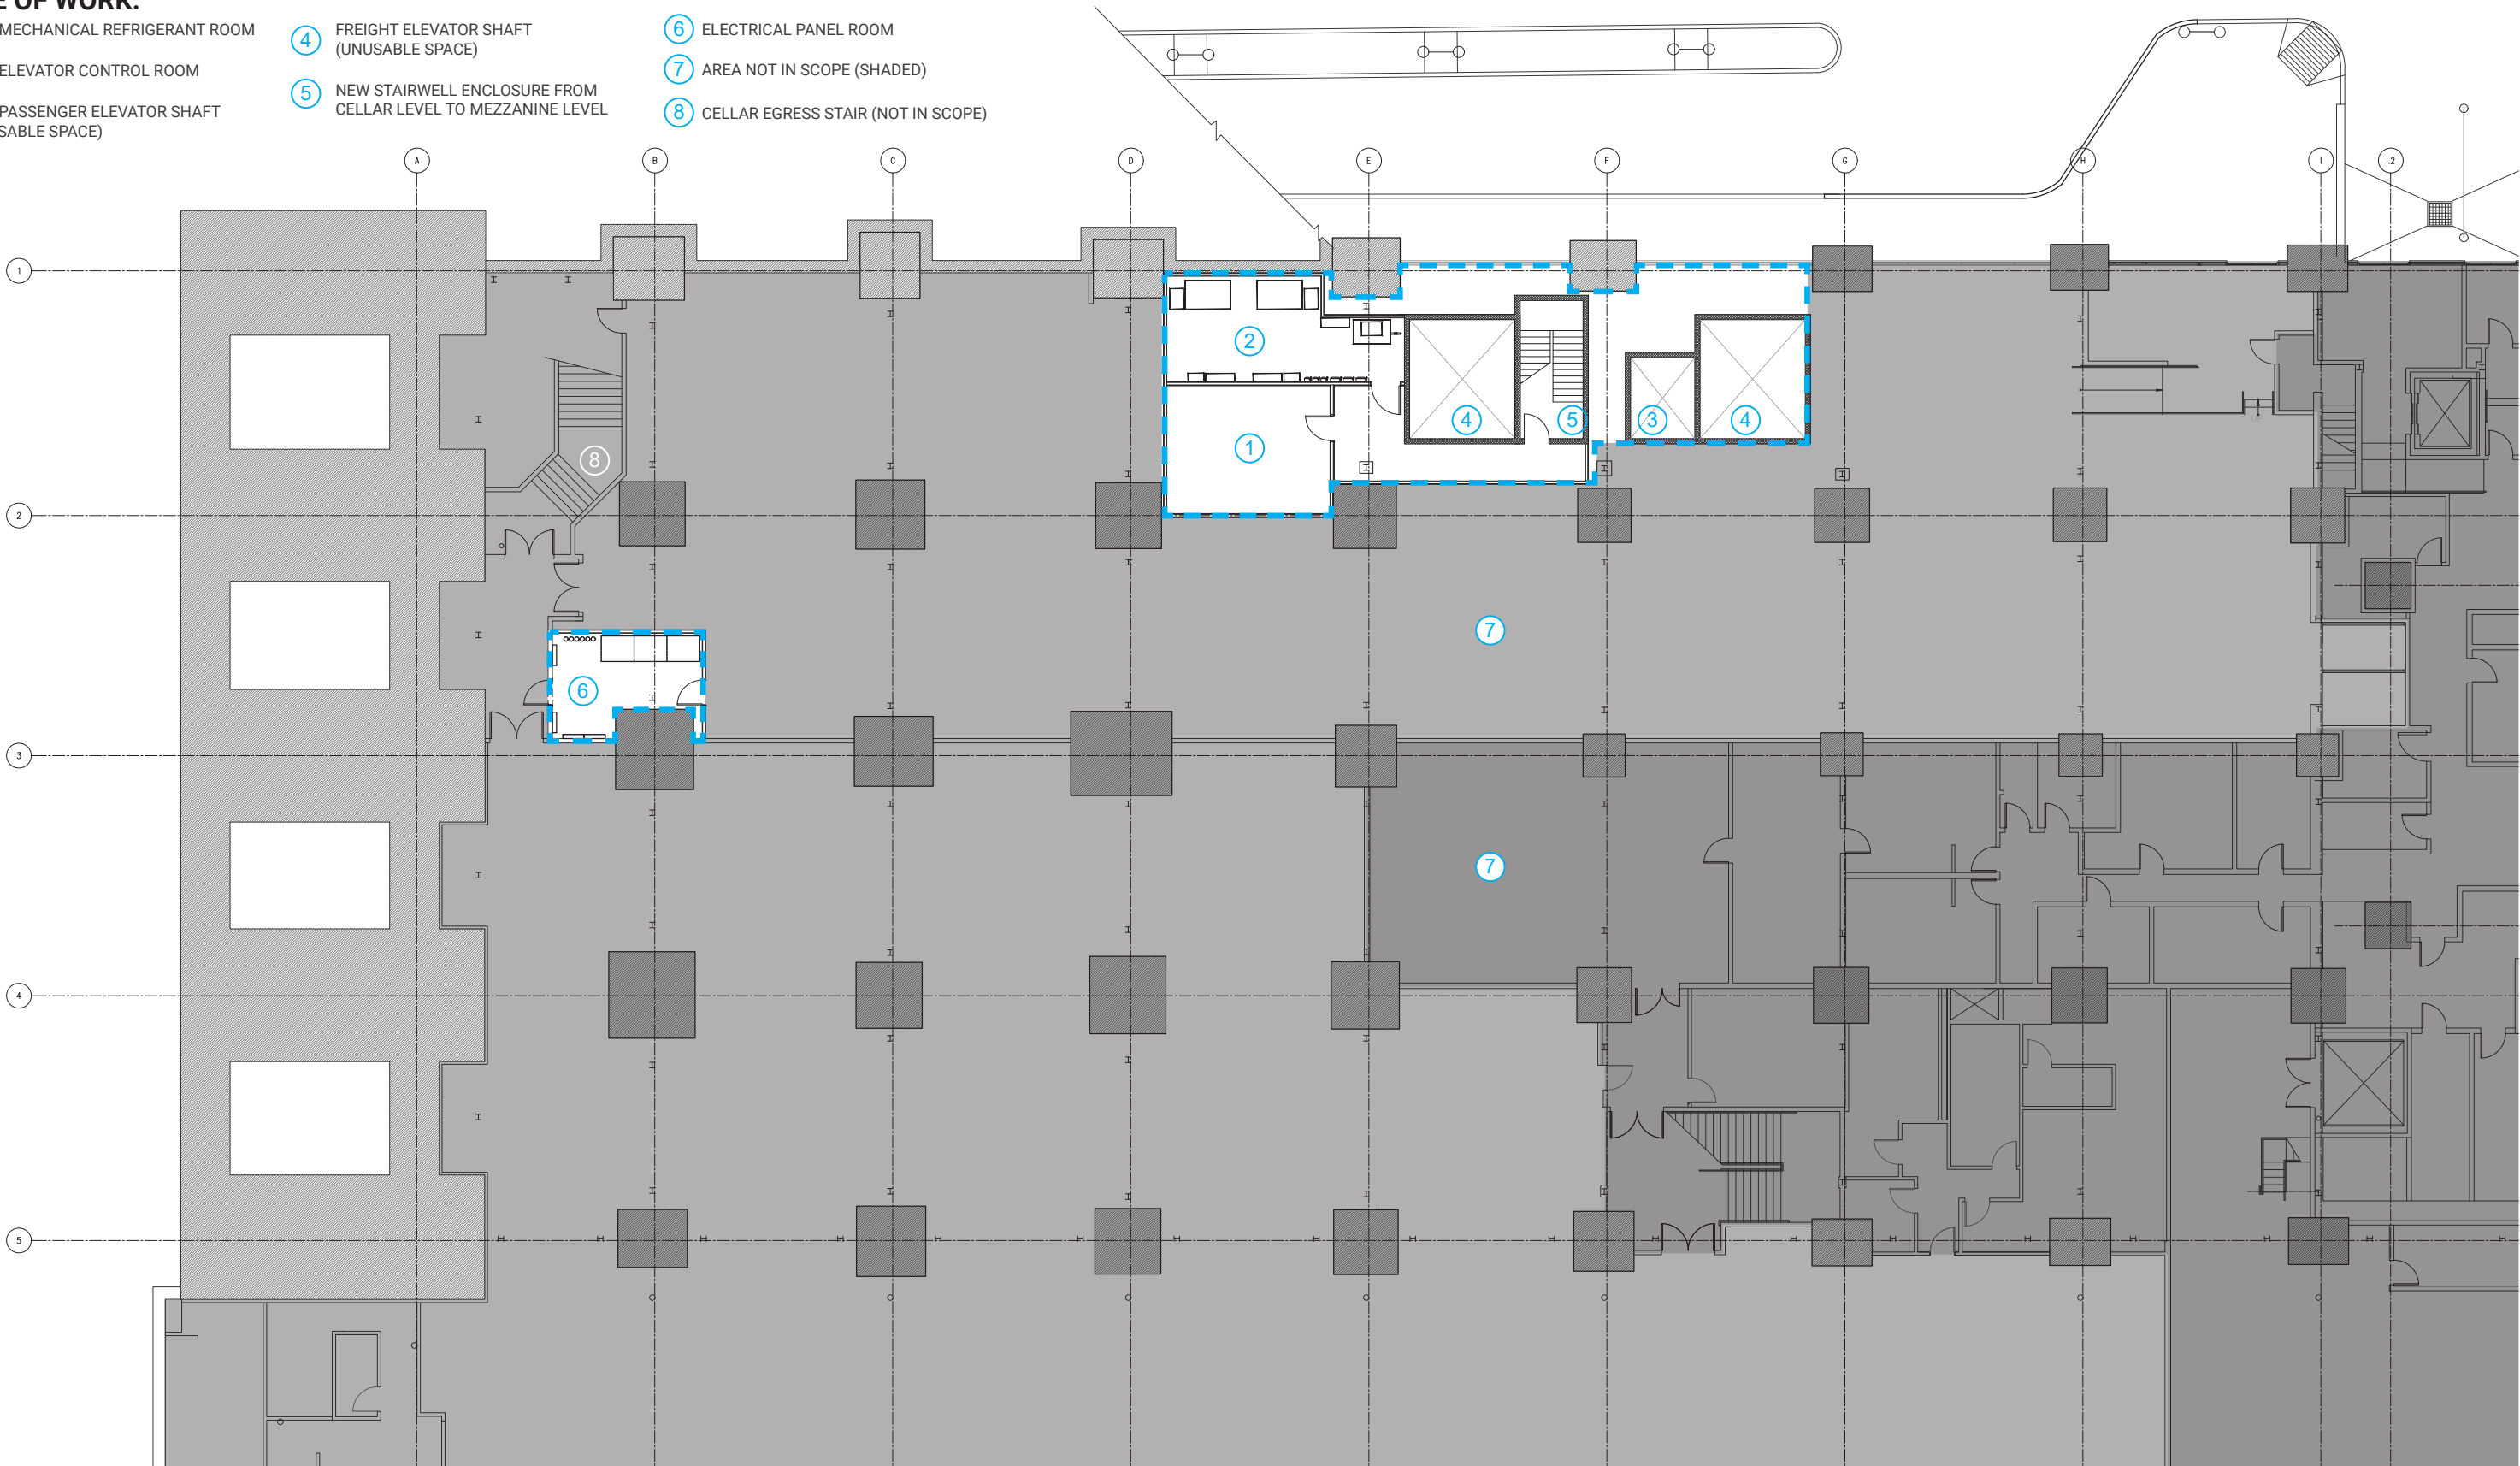 E OF WORK:
MECHANICAL REFRIGERANT ROOM
ELEVATOR CONTROL ROOM
PASSENGER ELEVATOR SHAFT
SABLE SPACE)
4 FREIGHT ELEVATOR SHAFT
(UNUSABLE SPACE)
5 NEW STAIRWELL ENCLOSURE FROM
CELLAR LEVEL TO MEZZANINE LEVEL
6 ELECTRICAL PANEL ROOM
7 AREA NOT IN SCOPE (SHADED)
8 CELLAR EGRESS STAIR (NOT IN SCOPE)
A B C D E F G H I I.2
1
2
4 5 3 4
1
8
2
7
6
3
7
4
5